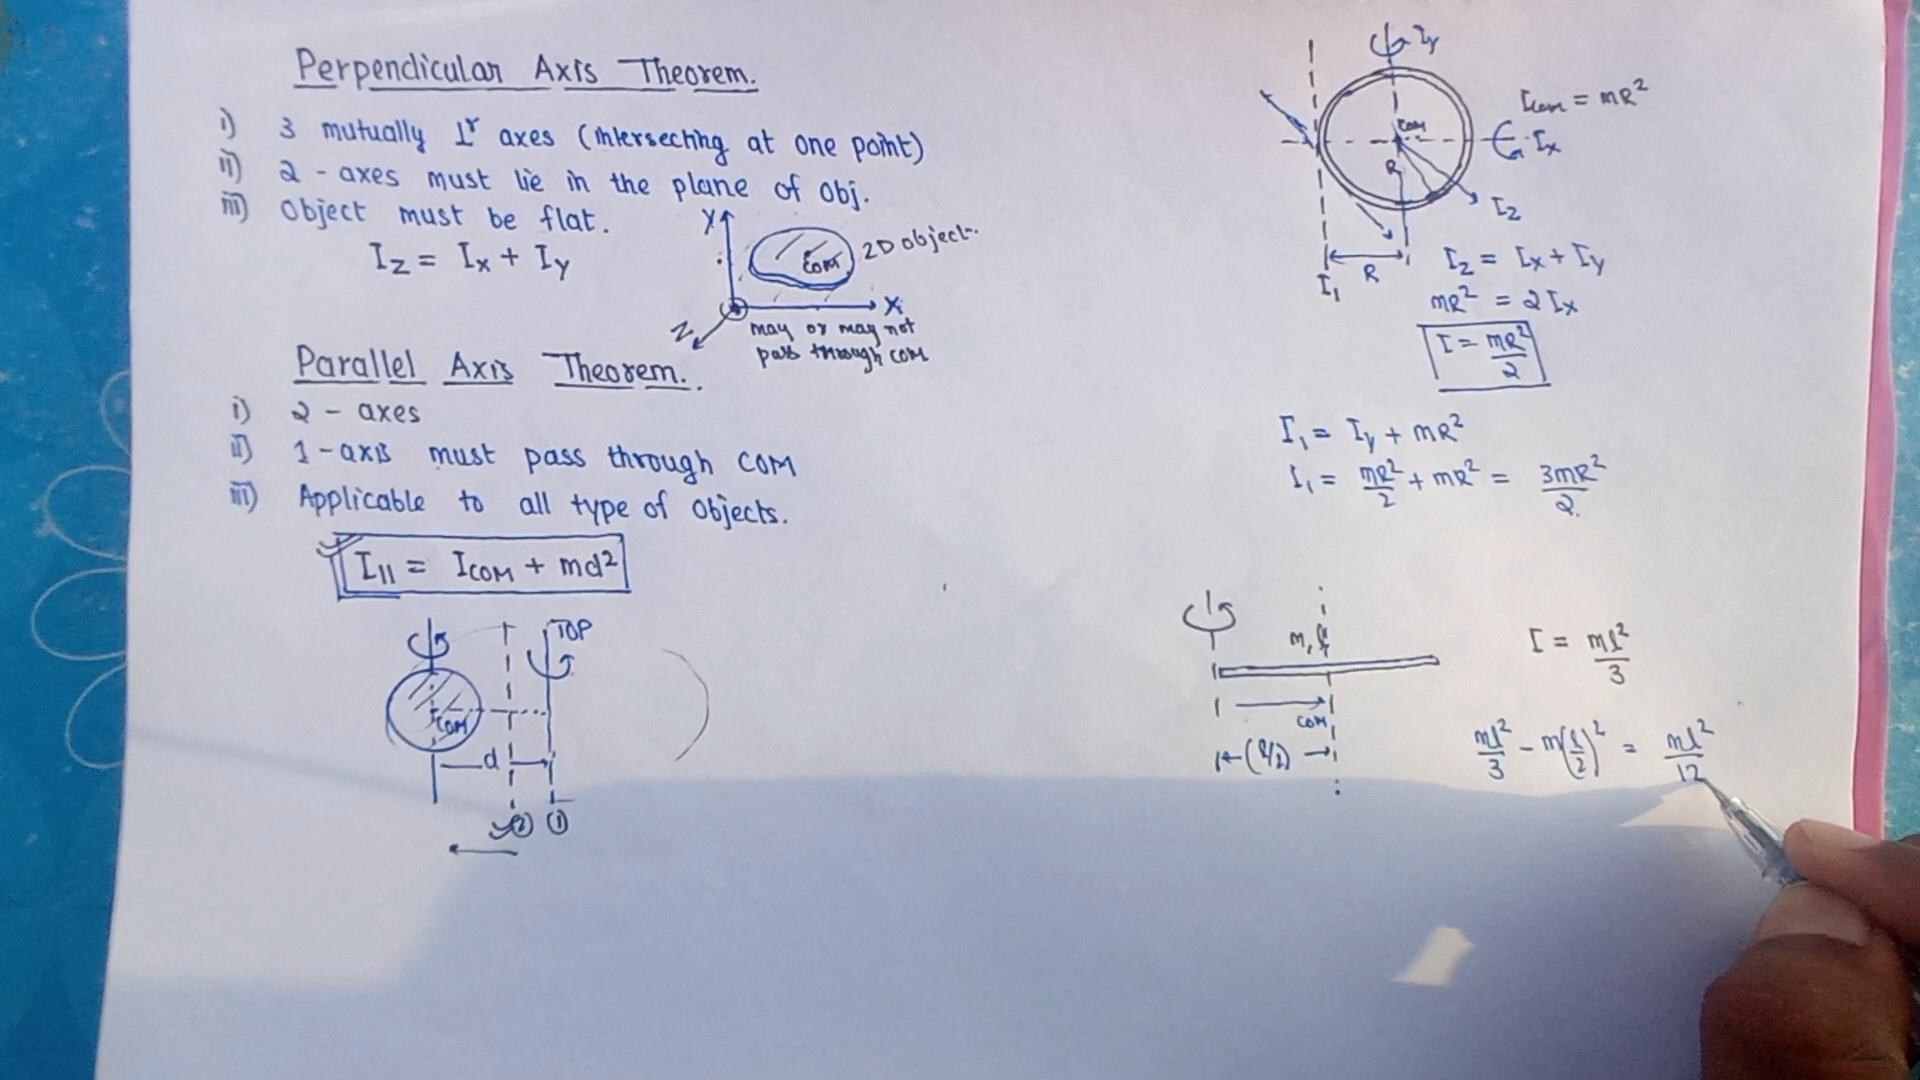 Perpendicular Axis Theorem.
i) 3 mutually ⊥r axes (intersecting at one point)
ii) 2 - axes must lie in the plane of obj.
iii) Object must be flat.
Iz = Ix + Iy
Y
COM
2D object.
X
Z
may or may not
pass through COM
Parallel Axis Theorem.
i) 2 - axes
ii) 1 - axis must pass through COM
iii) Applicable to all type of Objects.
I|| = ICOM + md²
TOP
COM
d
② ①
Iy
Icom = mR²
COM
Ix
R
Iz
R
I₁
Iz = Ix + Iy
mR² = 2Ix
I = mR²/2
I₁ = Iy + mR²
I₁ = mR²/2 + mR² = 3mR²/2
m, l
I = ml²/3
COM
(l/2)
ml²/3 - m(l/2)² = ml²/12